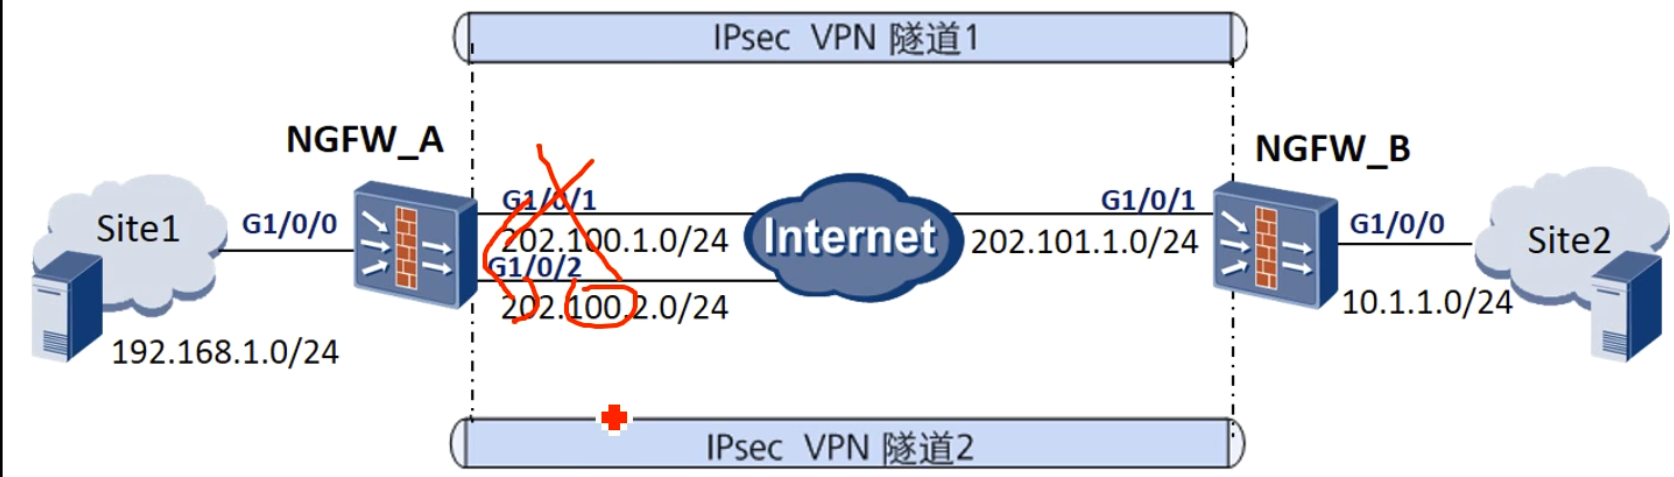 IPsec VPN 隧道1
NGFW_A
NGFW_B
Site1
G1/0/0
G1/0/1
202.100.1.0/24
G1/0/2
202.100.2.0/24
Internet
G1/0/1
202.101.1.0/24
G1/0/0
Site2
10.1.1.0/24
192.168.1.0/24
IPsec VPN 隧道2